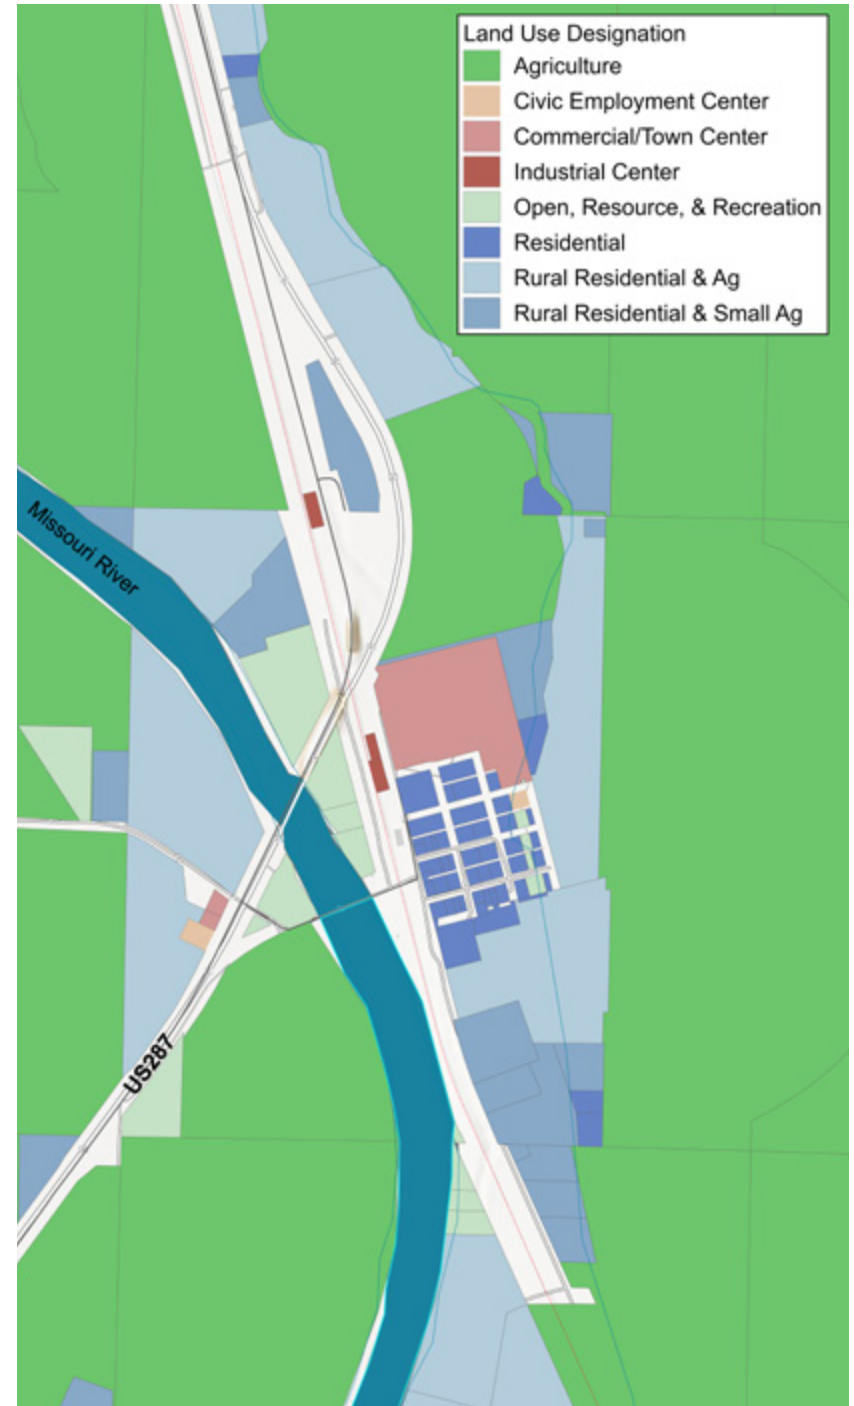 Land Use Designation
Agriculture
Civic Employment Center
Commercial/Town Center
Industrial Center
Open, Resource, & Recreation
Residential
Rural Residential & Ag
Rural Residential & Small Ag
Missouri River
US287